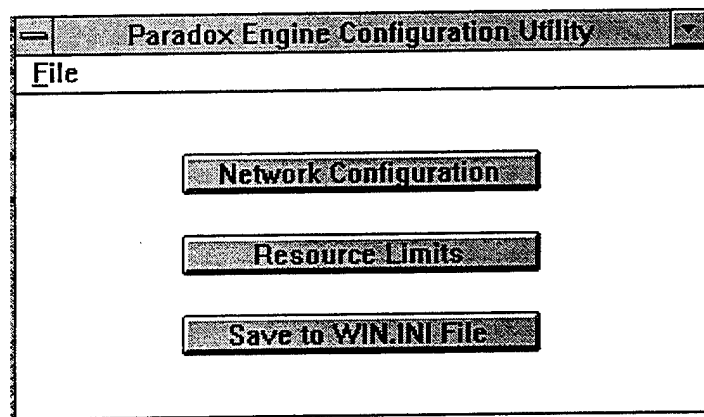 Paradox Engine Configuration Utility
File
Network Configuration
Resource Limits
Save to WIN.INI File